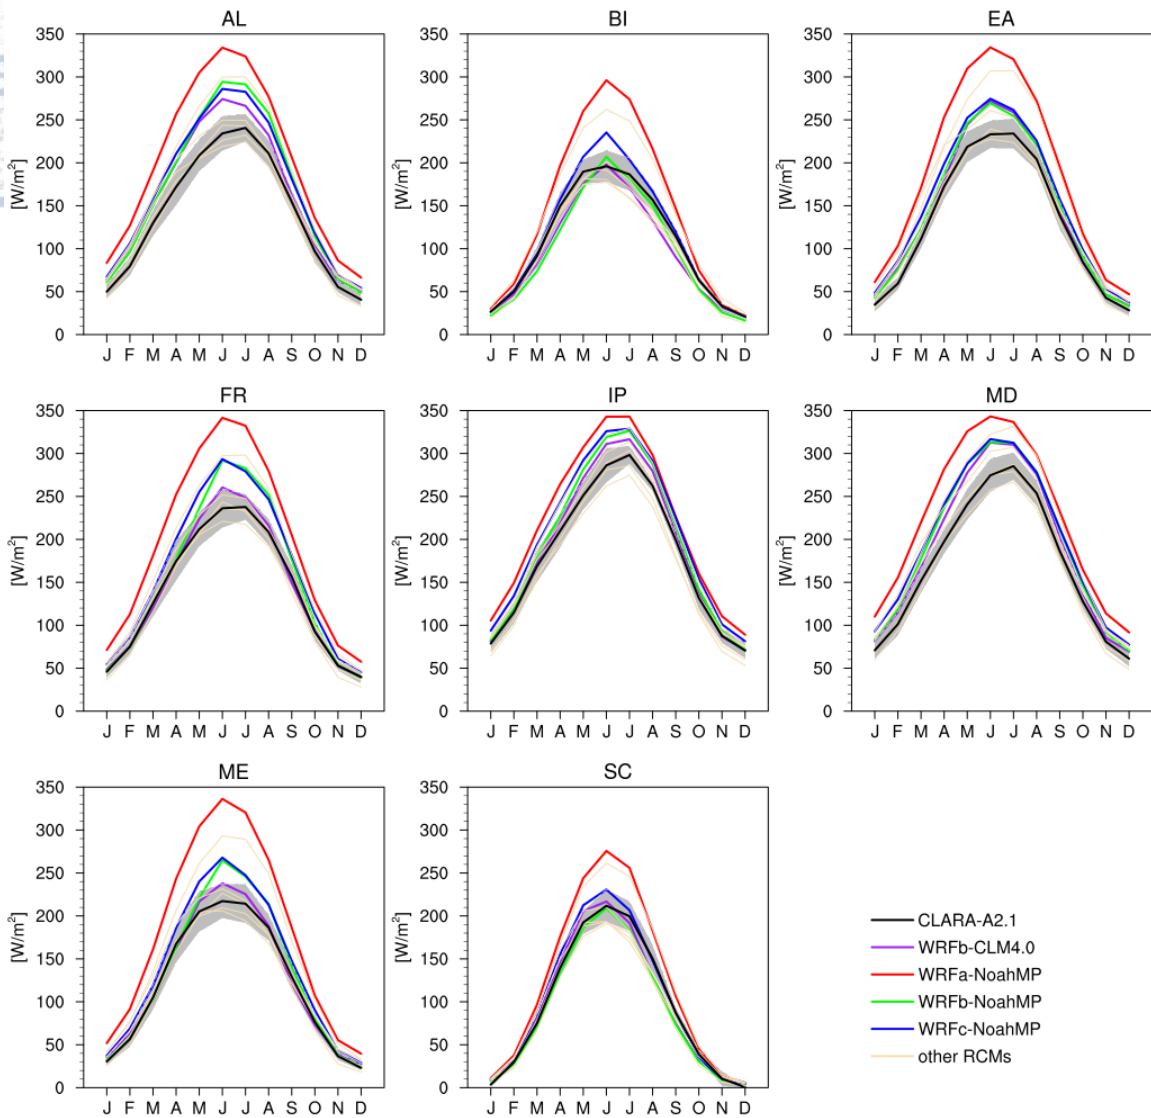 AL BI EA
350 350 350
300 300 300
250 250 250
200 200 200
150 150 150
100 100 100
50 50 50
0 0 0
[W/m²] [W/m²] [W/m²]
J F M A M J J A S O N D J F M A M J J A S O N D J F M A M J J A S O N D
FR IP MD
350 350 350
300 300 300
250 250 250
200 200 200
150 150 150
100 100 100
50 50 50
0 0 0
[W/m²] [W/m²] [W/m²]
J F M A M J J A S O N D J F M A M J J A S O N D J F M A M J J A S O N D
ME SC
350 350
300 300
250 250
200 200
150 150
100 100
50 50
0 0
[W/m²] [W/m²]
J F M A M J J A S O N D J F M A M J J A S O N D
CLARA-A2.1
WRFb-CLM4.0
WRFa-NoahMP
WRFb-NoahMP
WRFc-NoahMP
other RCMs